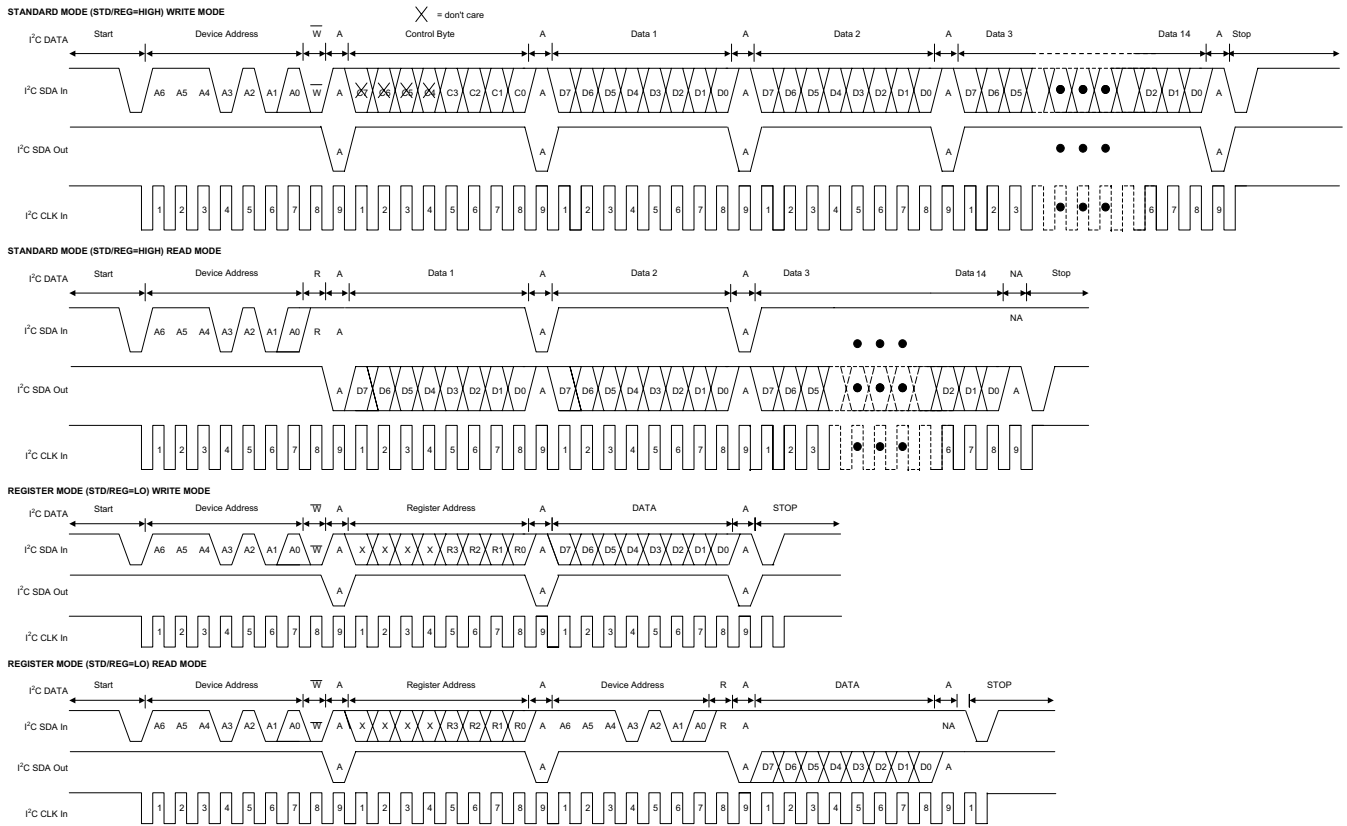 STANDARD MODE (STD/REG=HIGH) WRITE MODE
= don't care
I²C DATA Start Device Address W̅ A Control Byte A Data 1 A Data 2 A Data 3 Data 14 A Stop
I²C SDA In A6 A5 A4 A3 A2 A1 A0 W̅ A C7 C6 C5 C4 C3 C2 C1 C0 A D7 D6 D5 D4 D3 D2 D1 D0 A D7 D6 D5 D4 D3 D2 D1 D0 A D7 D6 D5 D2 D1 D0 A
I²C SDA Out A A A A
I²C CLK In 1 2 3 4 5 6 7 8 9 1 2 3 4 5 6 7 8 9 1 2 3 4 5 6 7 8 9 1 2 3 4 5 6 7 8 9 1 2 3 6 7 8 9
STANDARD MODE (STD/REG=HIGH) READ MODE
I²C DATA Start Device Address R A Data 1 A Data 2 A Data 3 Data 14 NA Stop
I²C SDA In A6 A5 A4 A3 A2 A1 A0 R A A A NA
I²C SDA Out A D7 D6 D5 D4 D3 D2 D1 D0 A D7 D6 D5 D4 D3 D2 D1 D0 A D7 D6 D5 D2 D1 D0 A
I²C CLK In 1 2 3 4 5 6 7 8 9 1 2 3 4 5 6 7 8 9 1 2 3 4 5 6 7 8 9 1 2 3 6 7 8 9
REGISTER MODE (STD/REG=LO) WRITE MODE
I²C DATA Start Device Address W̅ A Register Address A DATA A STOP
I²C SDA In A6 A5 A4 A3 A2 A1 A0 W̅ A X X X X R3 R2 R1 R0 A D7 D6 D5 D4 D3 D2 D1 D0 A
I²C SDA Out A A A
I²C CLK In 1 2 3 4 5 6 7 8 9 1 2 3 4 5 6 7 8 9 1 2 3 4 5 6 7 8 9
REGISTER MODE (STD/REG=LO) READ MODE
I²C DATA Start Device Address W̅ A Register Address A Device Address R A DATA A STOP
I²C SDA In A6 A5 A4 A3 A2 A1 A0 W̅ A X X X X R3 R2 R1 R0 A A6 A5 A4 A3 A2 A1 A0 R A NA
I²C SDA Out A A A D7 D6 D5 D4 D3 D2 D1 D0 A
I²C CLK In 1 2 3 4 5 6 7 8 9 1 2 3 4 5 6 7 8 9 1 2 3 4 5 6 7 8 9 1 2 3 4 5 6 7 8 9 1